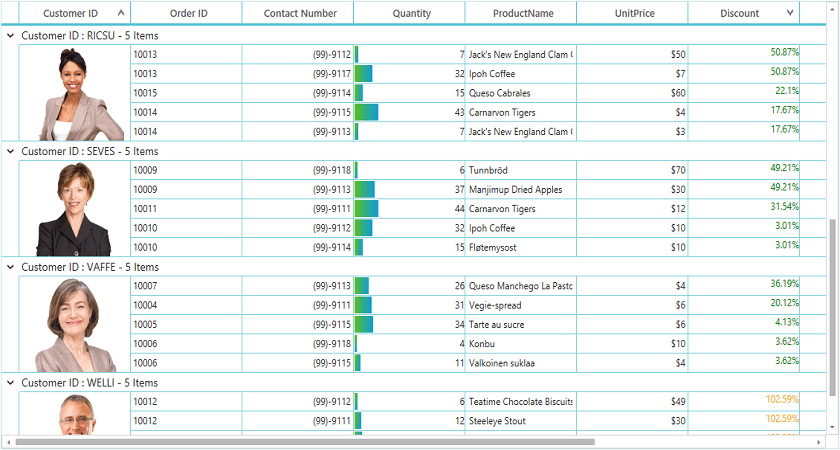 Customer ID Order ID Contact Number Quantity ProductName UnitPrice Discount
Customer ID : RICSU - 5 Items
10013 (99)-9112 7 Jack's New England Clam $50 50.87%
10013 (99)-9117 32 Ipoh Coffee $7 50.87%
10015 (99)-9114 15 Queso Cabrales $60 22.1%
10014 (99)-9115 43 Carnarvon Tigers $4 17.67%
10014 (99)-9113 7 Jack's New England Clam $3 17.67%
Customer ID : SEVES - 5 Items
10009 (99)-9118 6 Tunnbröd $70 49.21%
10009 (99)-9113 37 Manjimup Dried Apples $30 49.21%
10011 (99)-9111 44 Carnarvon Tigers $12 31.54%
10010 (99)-9112 32 Ipoh Coffee $10 3.01%
10010 (99)-9114 15 Fløtemysost $10 3.01%
Customer ID : VAFFE - 5 Items
10007 (99)-9113 26 Queso Manchego La Pasto $4 36.19%
10004 (99)-9111 31 Vegie-spread $6 20.12%
10005 (99)-9115 34 Tarte au sucre $6 4.13%
10006 (99)-9118 4 Konbu $10 3.62%
10006 (99)-9115 11 Valkoinen suklaa $4 3.62%
Customer ID : WELLI - 5 Items
10012 (99)-9112 6 Teatime Chocolate Biscuits $49 102.59%
10012 (99)-9111 12 Steeleye Stout $30 102.59%